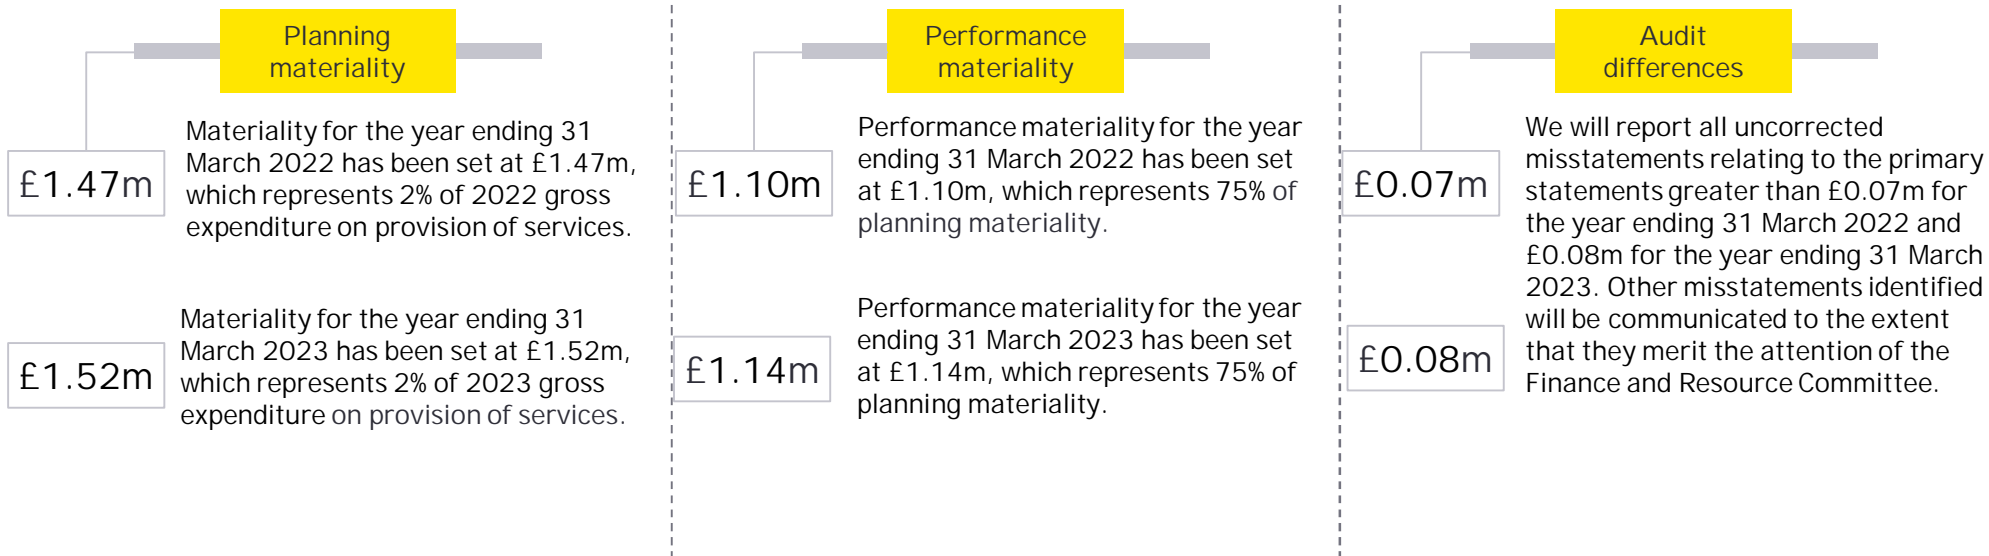 Planning
materiality
£1.47m
Materiality for the year ending 31
March 2022 has been set at £1.47m,
which represents 2% of 2022 gross
expenditure on provision of services.
£1.52m
Materiality for the year ending 31
March 2023 has been set at £1.52m,
which represents 2% of 2023 gross
expenditure on provision of services.
Performance
materiality
£1.10m
Performance materiality for the year
ending 31 March 2022 has been set
at £1.10m, which represents 75% of
planning materiality.
£1.14m
Performance materiality for the year
ending 31 March 2023 has been set
at £1.14m, which represents 75% of
planning materiality.
Audit
differences
£0.07m
£0.08m
We will report all uncorrected
misstatements relating to the primary
statements greater than £0.07m for
the year ending 31 March 2022 and
£0.08m for the year ending 31 March
2023. Other misstatements identified
will be communicated to the extent
that they merit the attention of the
Finance and Resource Committee.